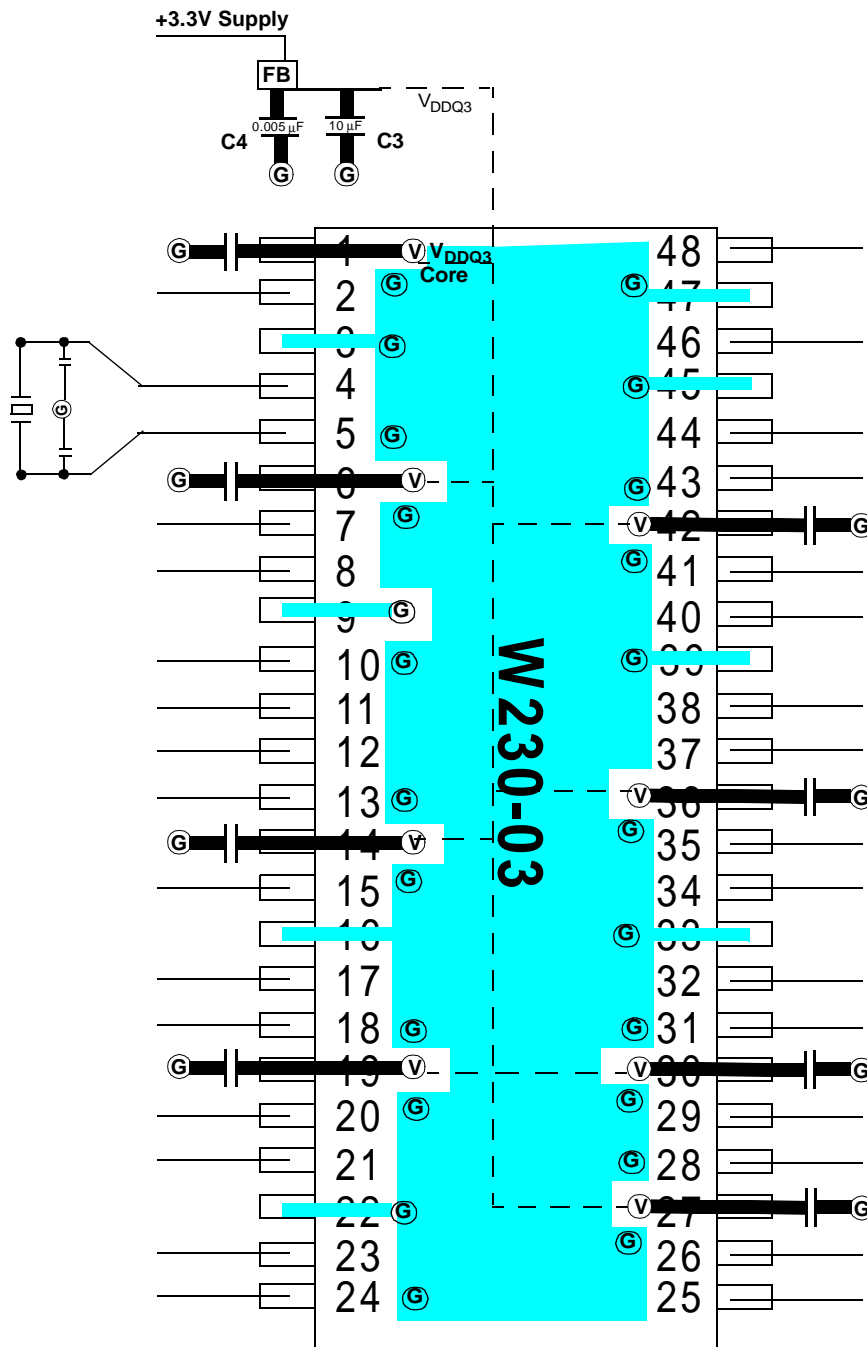 +3.3V Supply
FB
VDDQ3
0.005 µF
10 µF
C4
C3
G
G
G
1
V
VDDQ3
Core
48
2
G
G
47
3
G
46
4
G
45
G
5
G
44
G
6
V
G
43
7
G
V
42
G
8
G
41
9
G
40
10
G
G
39
W230-03
11
38
12
37
13
G
V
36
G
G
14
V
G
35
15
G
34
16
G
33
17
32
18
G
G
31
G
19
V
V
30
G
20
G
G
29
21
G
28
22
G
V
27
G
23
G
26
24
G
25